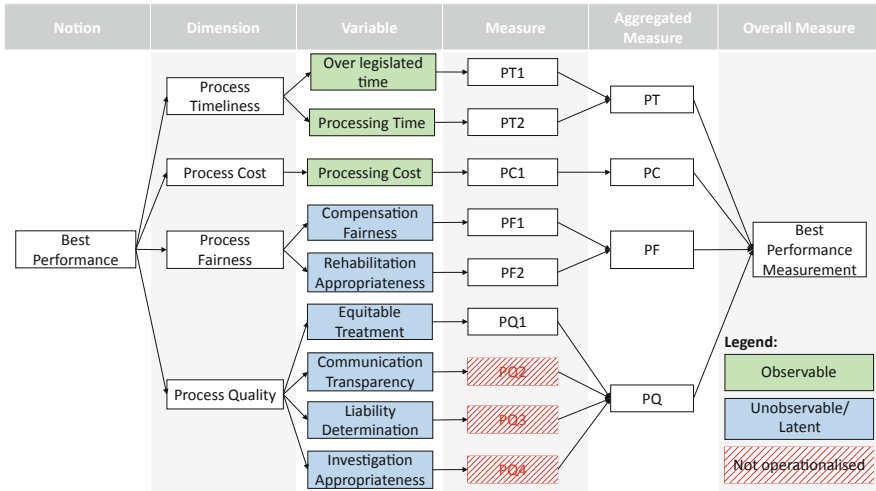 Notion
Dimension
Variable
Measure
Aggregated
Measure
Overall Measure
Best
Performance
Process
Timeliness
Process Cost
Process
Fairness
Process Quality
Over legislated
time
Processing Time
Processing Cost
Compensation
Fairness
Rehabilitation
Appropriateness
Equitable
Treatment
Communication
Transparency
Liability
Determination
Investigation
Appropriateness
PT1
PT2
PC1
PF1
PF2
PQ1
PQ2
PQ3
PQ4
PT
PC
PF
PQ
Best
Performance
Measurement
Legend:
Observable
Unobservable/
Latent
Not operationalised